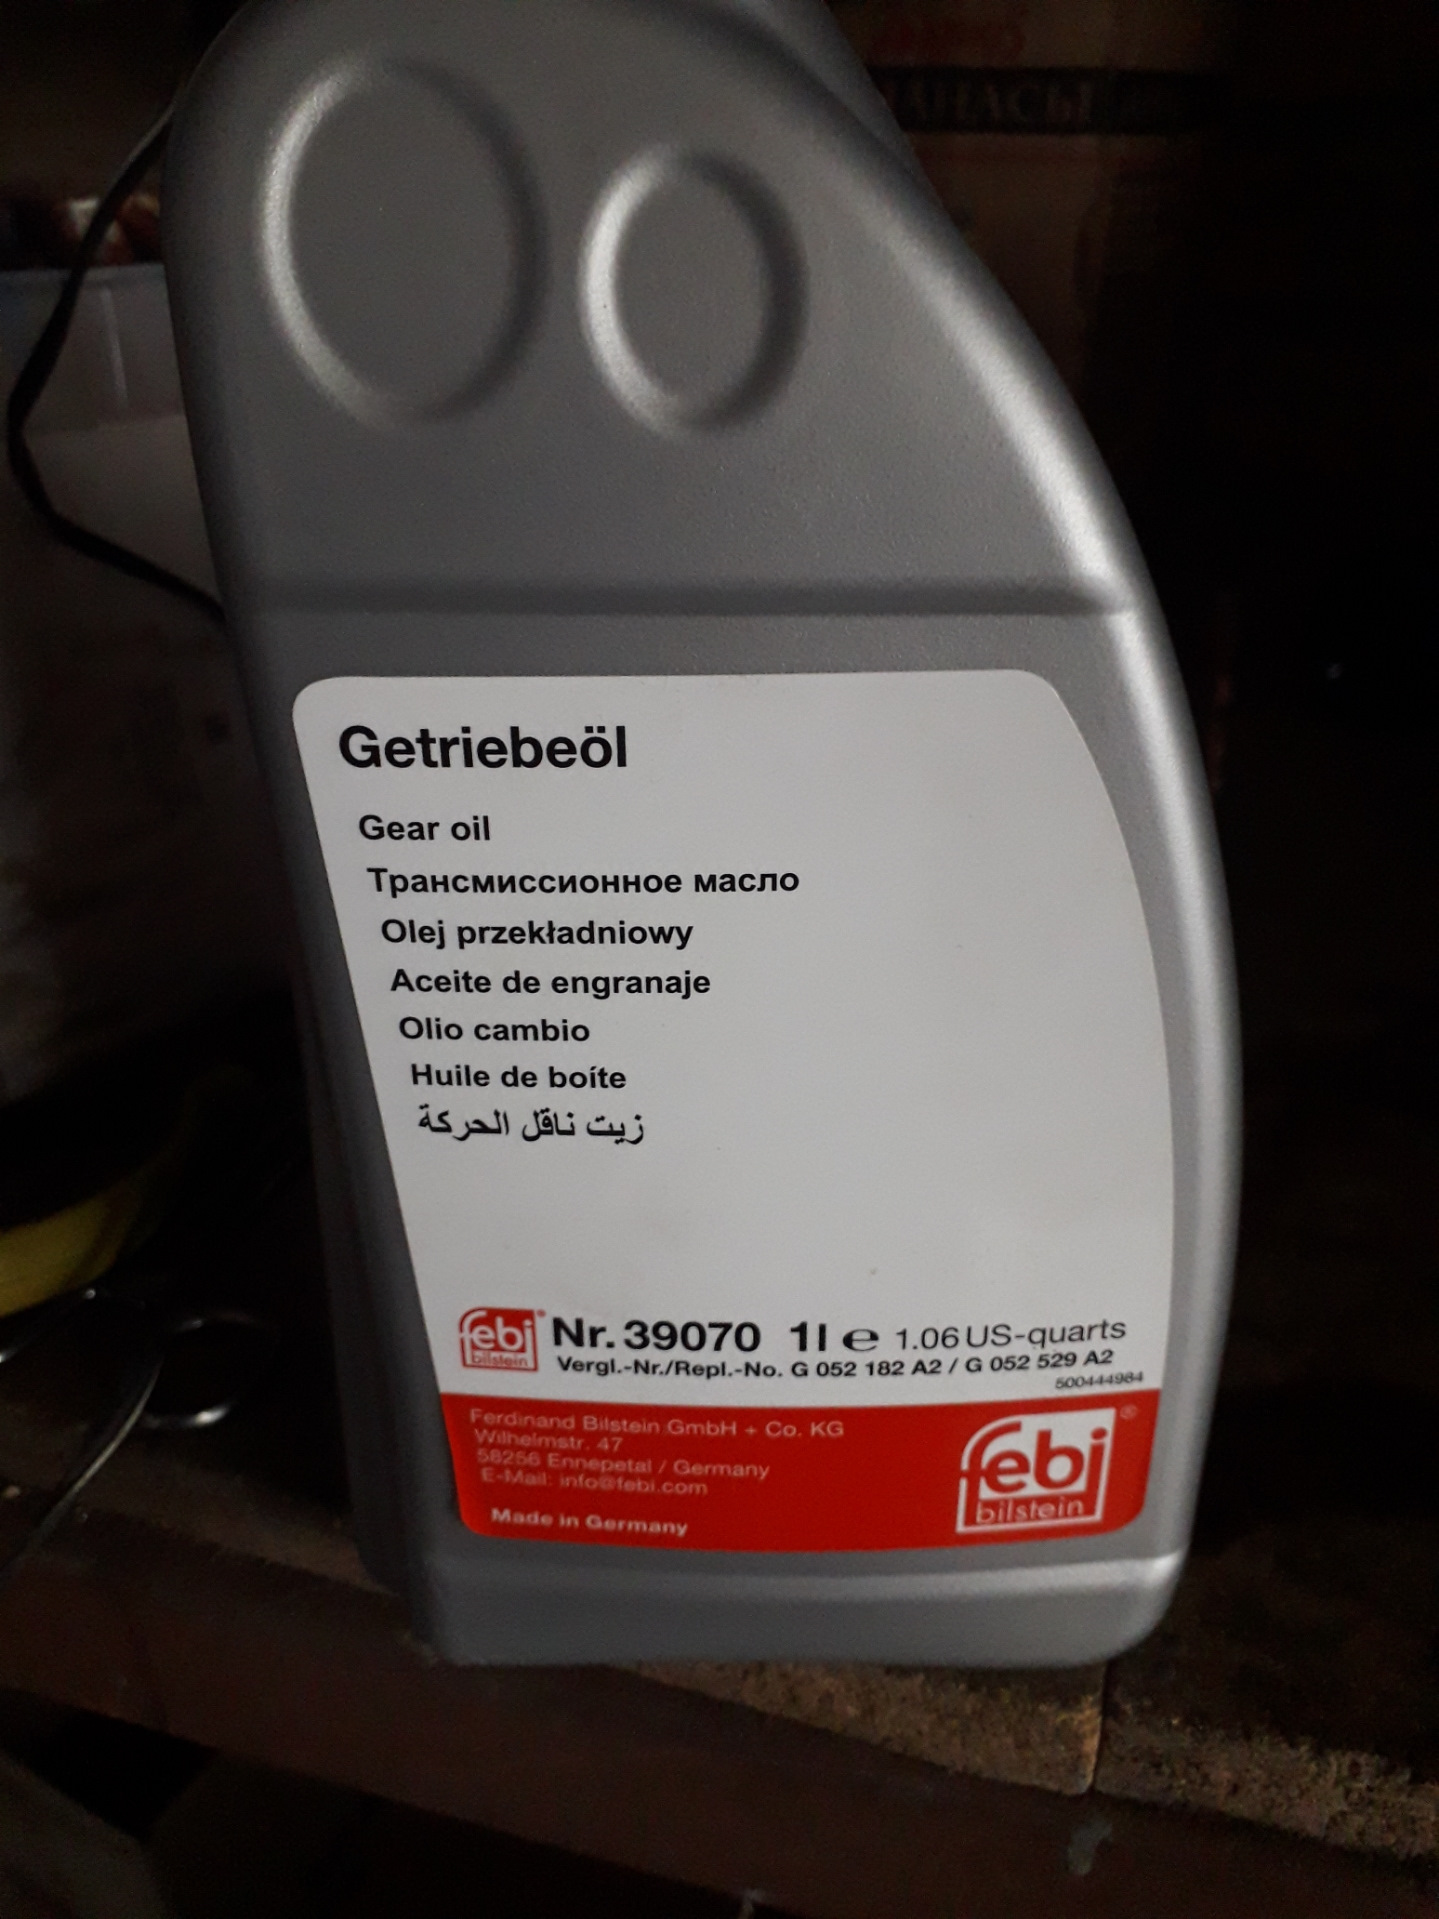 Getriebeöl
Gear oil
Трансмиссионное масло
Olej przekładniowy
Aceite de engranaje
Olio cambio
Huile de boíte
زيت ناقل الحركة
febi® Nr. 39070 1l e 1.06 US-quarts
bilstein
Vergl.-Nr./Repl.-No. G 052 182 A2 / G 052 529 A2
500444984
Ferdinand Bilstein GmbH + Co. KG
Wilhelmstr. 47
58256 Ennepetal / Germany
E-Mail: info@febi.com
Made in Germany
febi®
bilstein